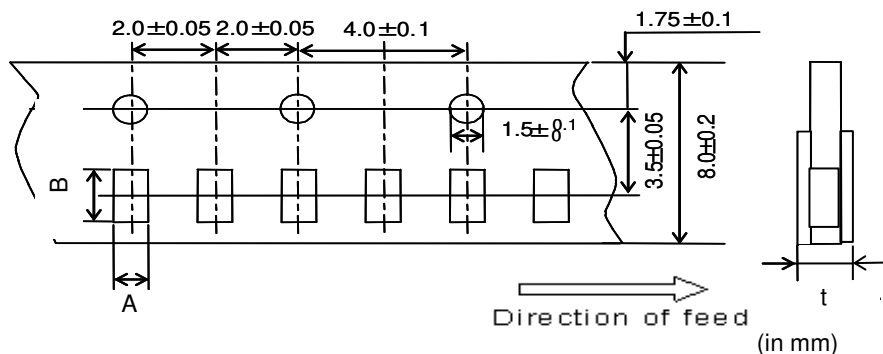 1.75±0.1
2.0±0.05 2.0±0.05 4.0±0.1
1.5±0.1 0
3.5±0.05
8.0±0.2
B
A
t
Direction of feed
(in mm)